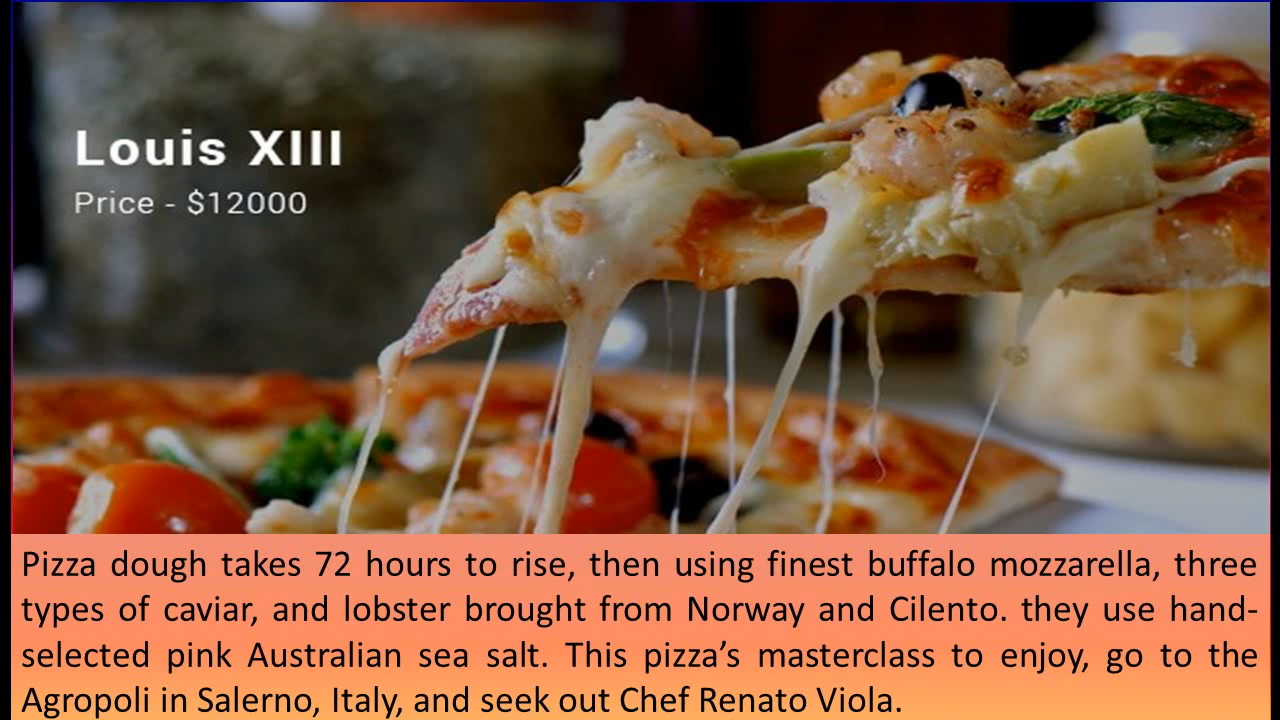 Louis XIII
Price - $12000
Pizza dough takes 72 hours to rise, then using finest buffalo mozzarella, three
types of caviar, and lobster brought from Norway and Cilento. they use hand-
selected pink Australian sea salt. This pizza’s masterclass to enjoy, go to the
Agropoli in Salerno, Italy, and seek out Chef Renato Viola.